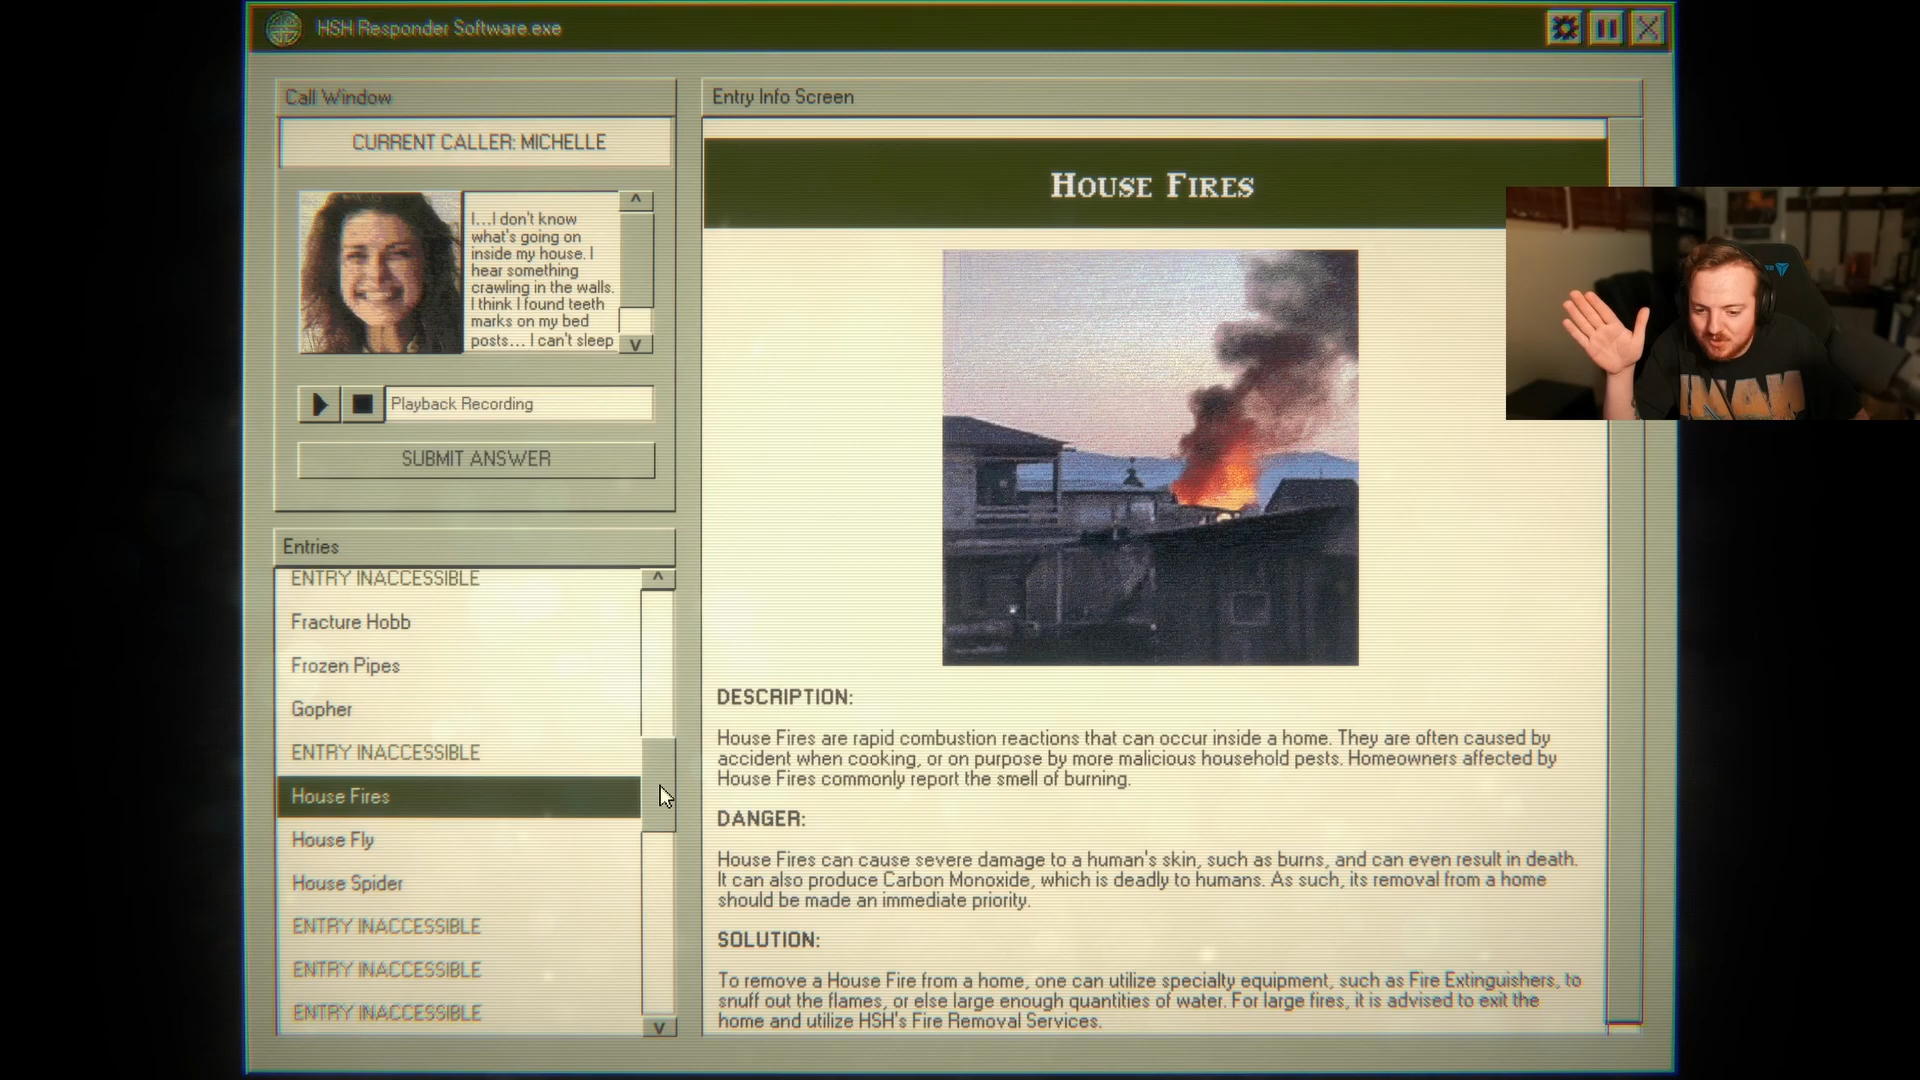 HSH Responder Software.exe
Call Window
CURRENT CALLER: MICHELLE
I...I don't know
what's going on
inside my house. I
hear something
crawling in the walls.
I think I found teeth
marks on my bed
posts... I can't sleep
Playback Recording
SUBMIT ANSWER
Entries
ENTRY INACCESSIBLE
Fracture Hobb
Frozen Pipes
Gopher
ENTRY INACCESSIBLE
House Fires
House Fly
House Spider
ENTRY INACCESSIBLE
ENTRY INACCESSIBLE
ENTRY INACCESSIBLE
Entry Info Screen
HOUSE FIRES
DESCRIPTION:
House Fires are rapid combustion reactions that can occur inside a home. They are often caused by
accident when cooking, or on purpose by more malicious household pests. Homeowners affected by
House Fires commonly report the smell of burning.
DANGER:
House Fires can cause severe damage to a human's skin, such as burns, and can even result in death.
It can also produce Carbon Monoxide, which is deadly to humans. As such, its removal from a home
should be made an immediate priority.
SOLUTION:
To remove a House Fire from a home, one can utilize specialty equipment, such as Fire Extinguishers, to
snuff out the flames, or else large enough quantities of water. For large fires, it is advised to exit the
home and utilize HSH's Fire Removal Services.